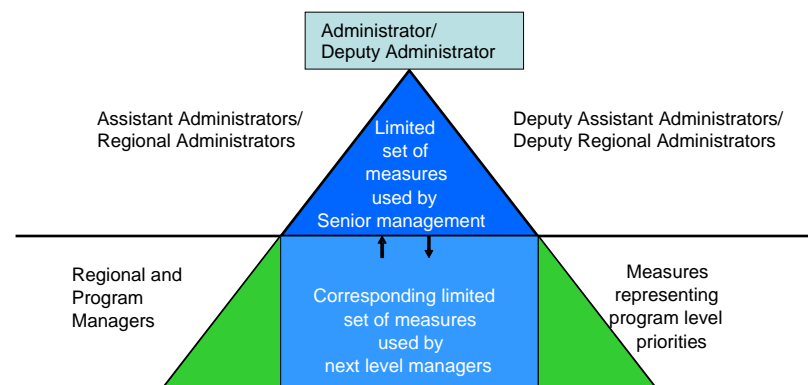 Administrator/
Deputy Administrator
Assistant Administrators/
Regional Administrators
Deputy Assistant Administrators/
Deputy Regional Administrators
Limited
set of
measures
used by
Senior management
Regional and
Program
Managers
Corresponding limited
set of measures
used by
next level managers
Measures
representing
program level
priorities